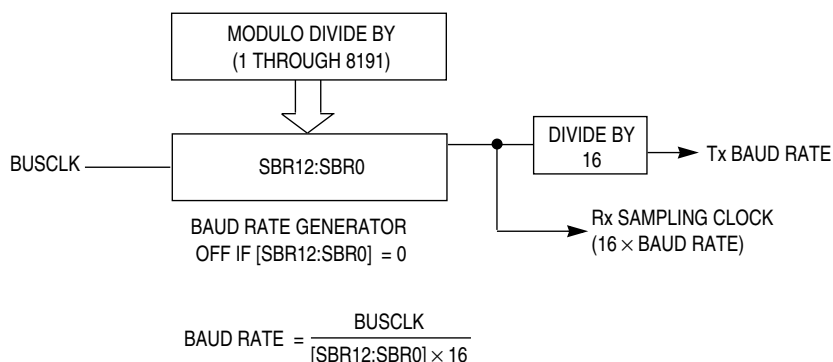 MODULO DIVIDE BY
(1 THROUGH 8191)
BUSCLK
SBR12:SBR0
DIVIDE BY
16
Tx BAUD RATE
BAUD RATE GENERATOR
OFF IF [SBR12:SBR0] = 0
Rx SAMPLING CLOCK
(16 × BAUD RATE)
BAUD RATE =
BUSCLK
[SBR12:SBR0] × 16